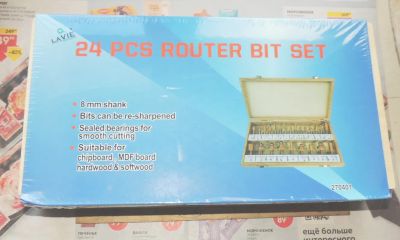 LAVIE
24 PCS ROUTER BIT SET
8 mm shank
Bits can be re-sharpened
Sealed bearings for
smooth cutting
Suitable for
chipboard, MDF board
hardwood & softwood
270401
ещё больше
интересного